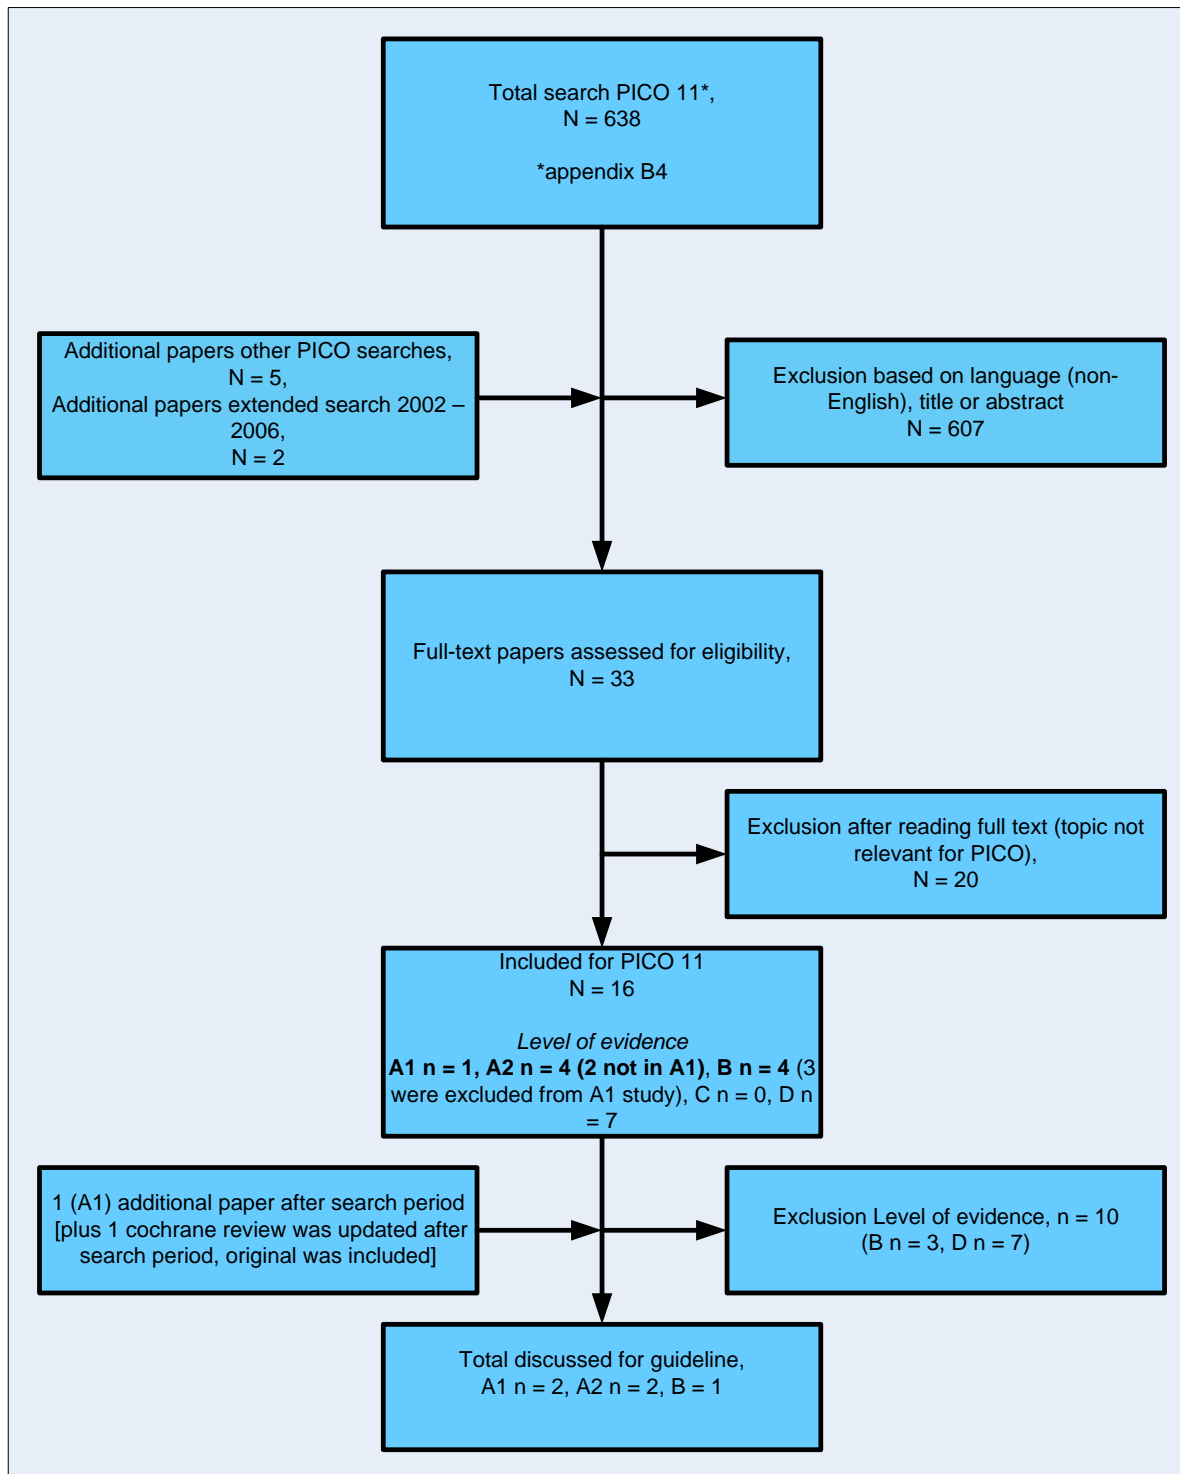 Total search PICO 11*,
N = 638
*appendix B4
Additional papers other PICO searches,
N = 5,
Additional papers extended search 2002 –
2006,
N = 2
Exclusion based on language (non-
English), title or abstract
N = 607
Full-text papers assessed for eligibility,
N = 33
Exclusion after reading full text (topic not
relevant for PICO),
N = 20
Included for PICO 11
N = 16
Level of evidence
A1 n = 1, A2 n = 4 (2 not in A1), B n = 4 (3
were excluded from A1 study), C n = 0, D n
= 7
1 (A1) additional paper after search period
[plus 1 cochrane review was updated after
search period, original was included]
Exclusion Level of evidence, n = 10
(B n = 3, D n = 7)
Total discussed for guideline,
A1 n = 2, A2 n = 2, B = 1